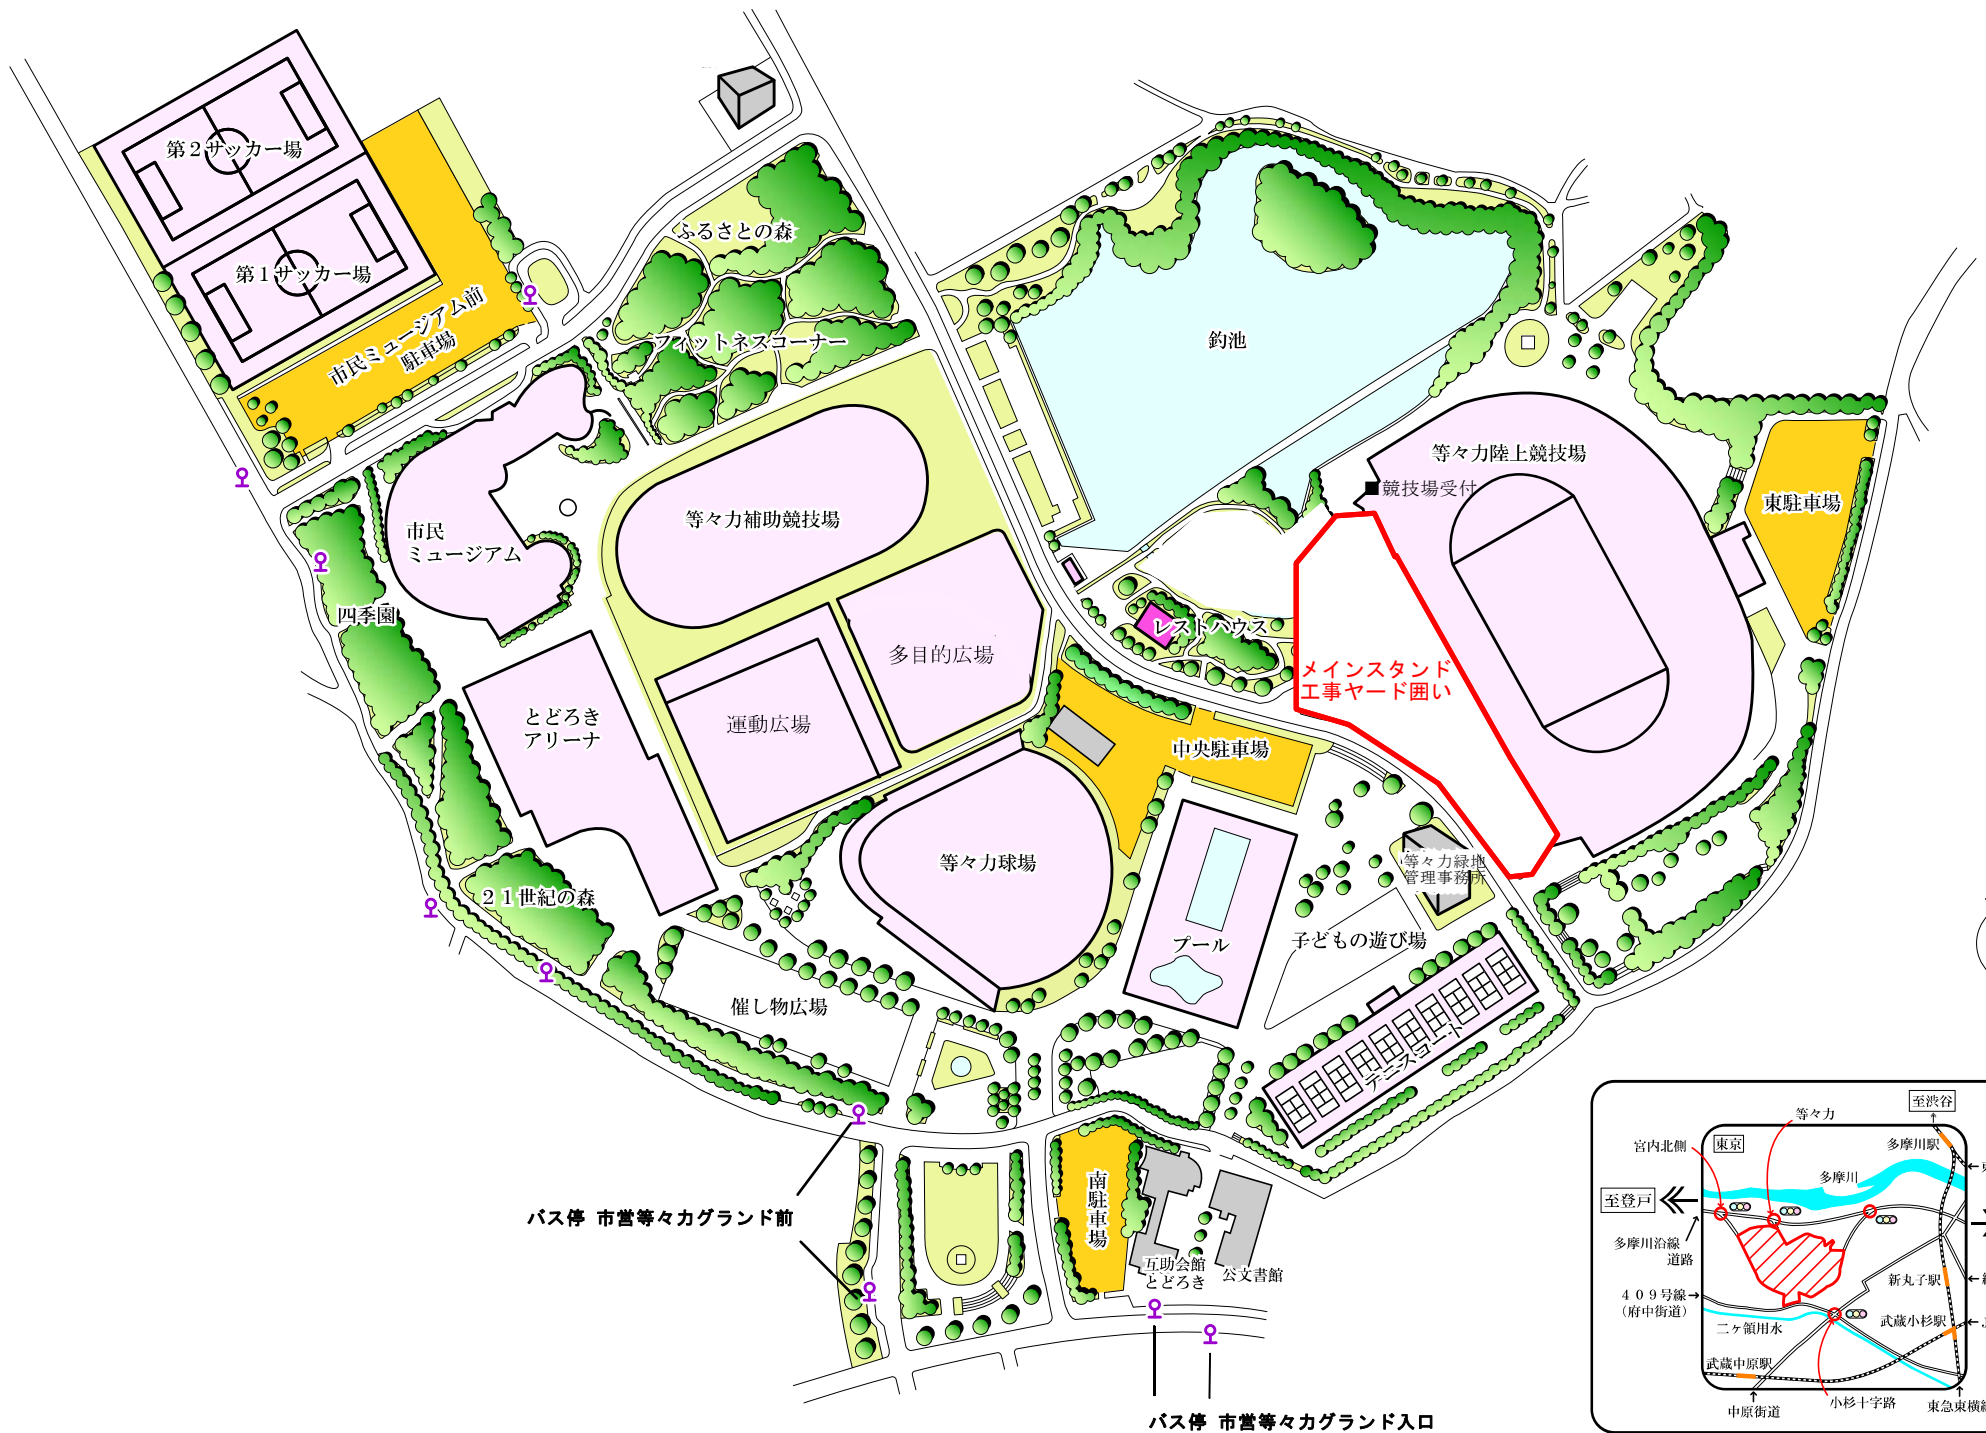 第２サッカー場
第１サッカー場
市民ミュージアム前
駐車場
ふるさとの森
フィットネスコーナー
釣池
等々力陸上競技場
■競技場受付
東駐車場
等々力補助競技場
市民
ミュージアム
四季園
レストハウス
多目的広場
メインスタンド
工事ヤード囲い
とどろき
アリーナ
運動広場
中央駐車場
等々力球場
等々力緑地
管理事務所
２１世紀の森
プール
子どもの遊び場
催し物広場
テニスコート
南駐車場
バス停 市営等々力グランド前
互助会館
とどろき
公文書館
バス停 市営等々力グランド入口
至渋谷
等々力
宮内北側
東京
多摩川駅
多摩川
至登戸
多摩川沿線
道路
新丸子駅
４０９号線
（府中街道）
二ヶ領用水
武蔵小杉駅
武蔵中原駅
中原街道
小杉十字路
東急東横線